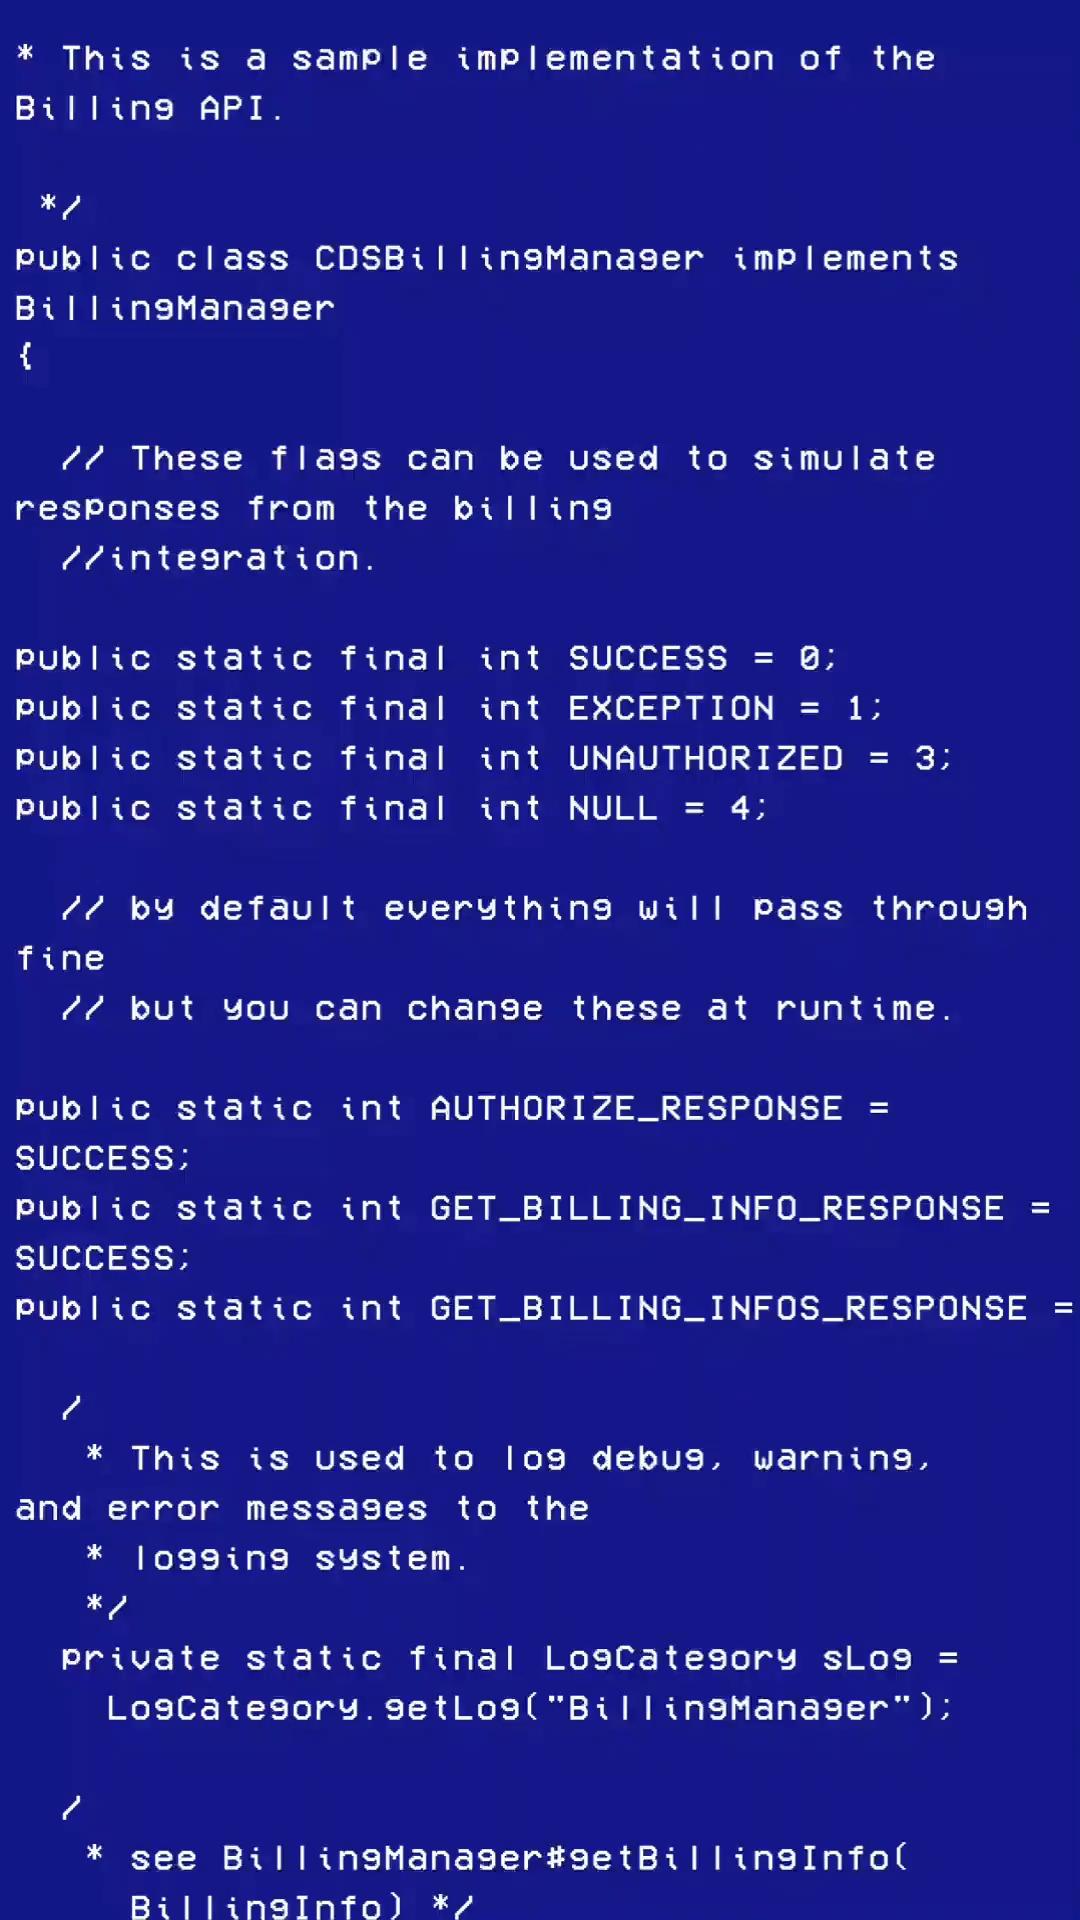 * This is a sample implementation of the
Billing API.
*/
public class CDSBillingManager implements
BillingManager
{
// These flags can be used to simulate
responses from the billing
//integration.
public static final int SUCCESS = 0;
public static final int EXCEPTION = 1;
public static final int UNAUTHORIZED = 3;
public static final int NULL = 4;
// by default everything will pass through
fine
// but you can change these at runtime.
public static int AUTHORIZE_RESPONSE =
SUCCESS;
public static int GET_BILLING_INFO_RESPONSE =
SUCCESS;
public static int GET_BILLING_INFOS_RESPONSE =
/
* This is used to log debug, warning,
and error messages to the
* logging system.
*/
private static final LogCategory sLog =
LogCategory.getLog("BillingManager");
/
* see BillingManager#getBillingInfo(
BillingInfo) */